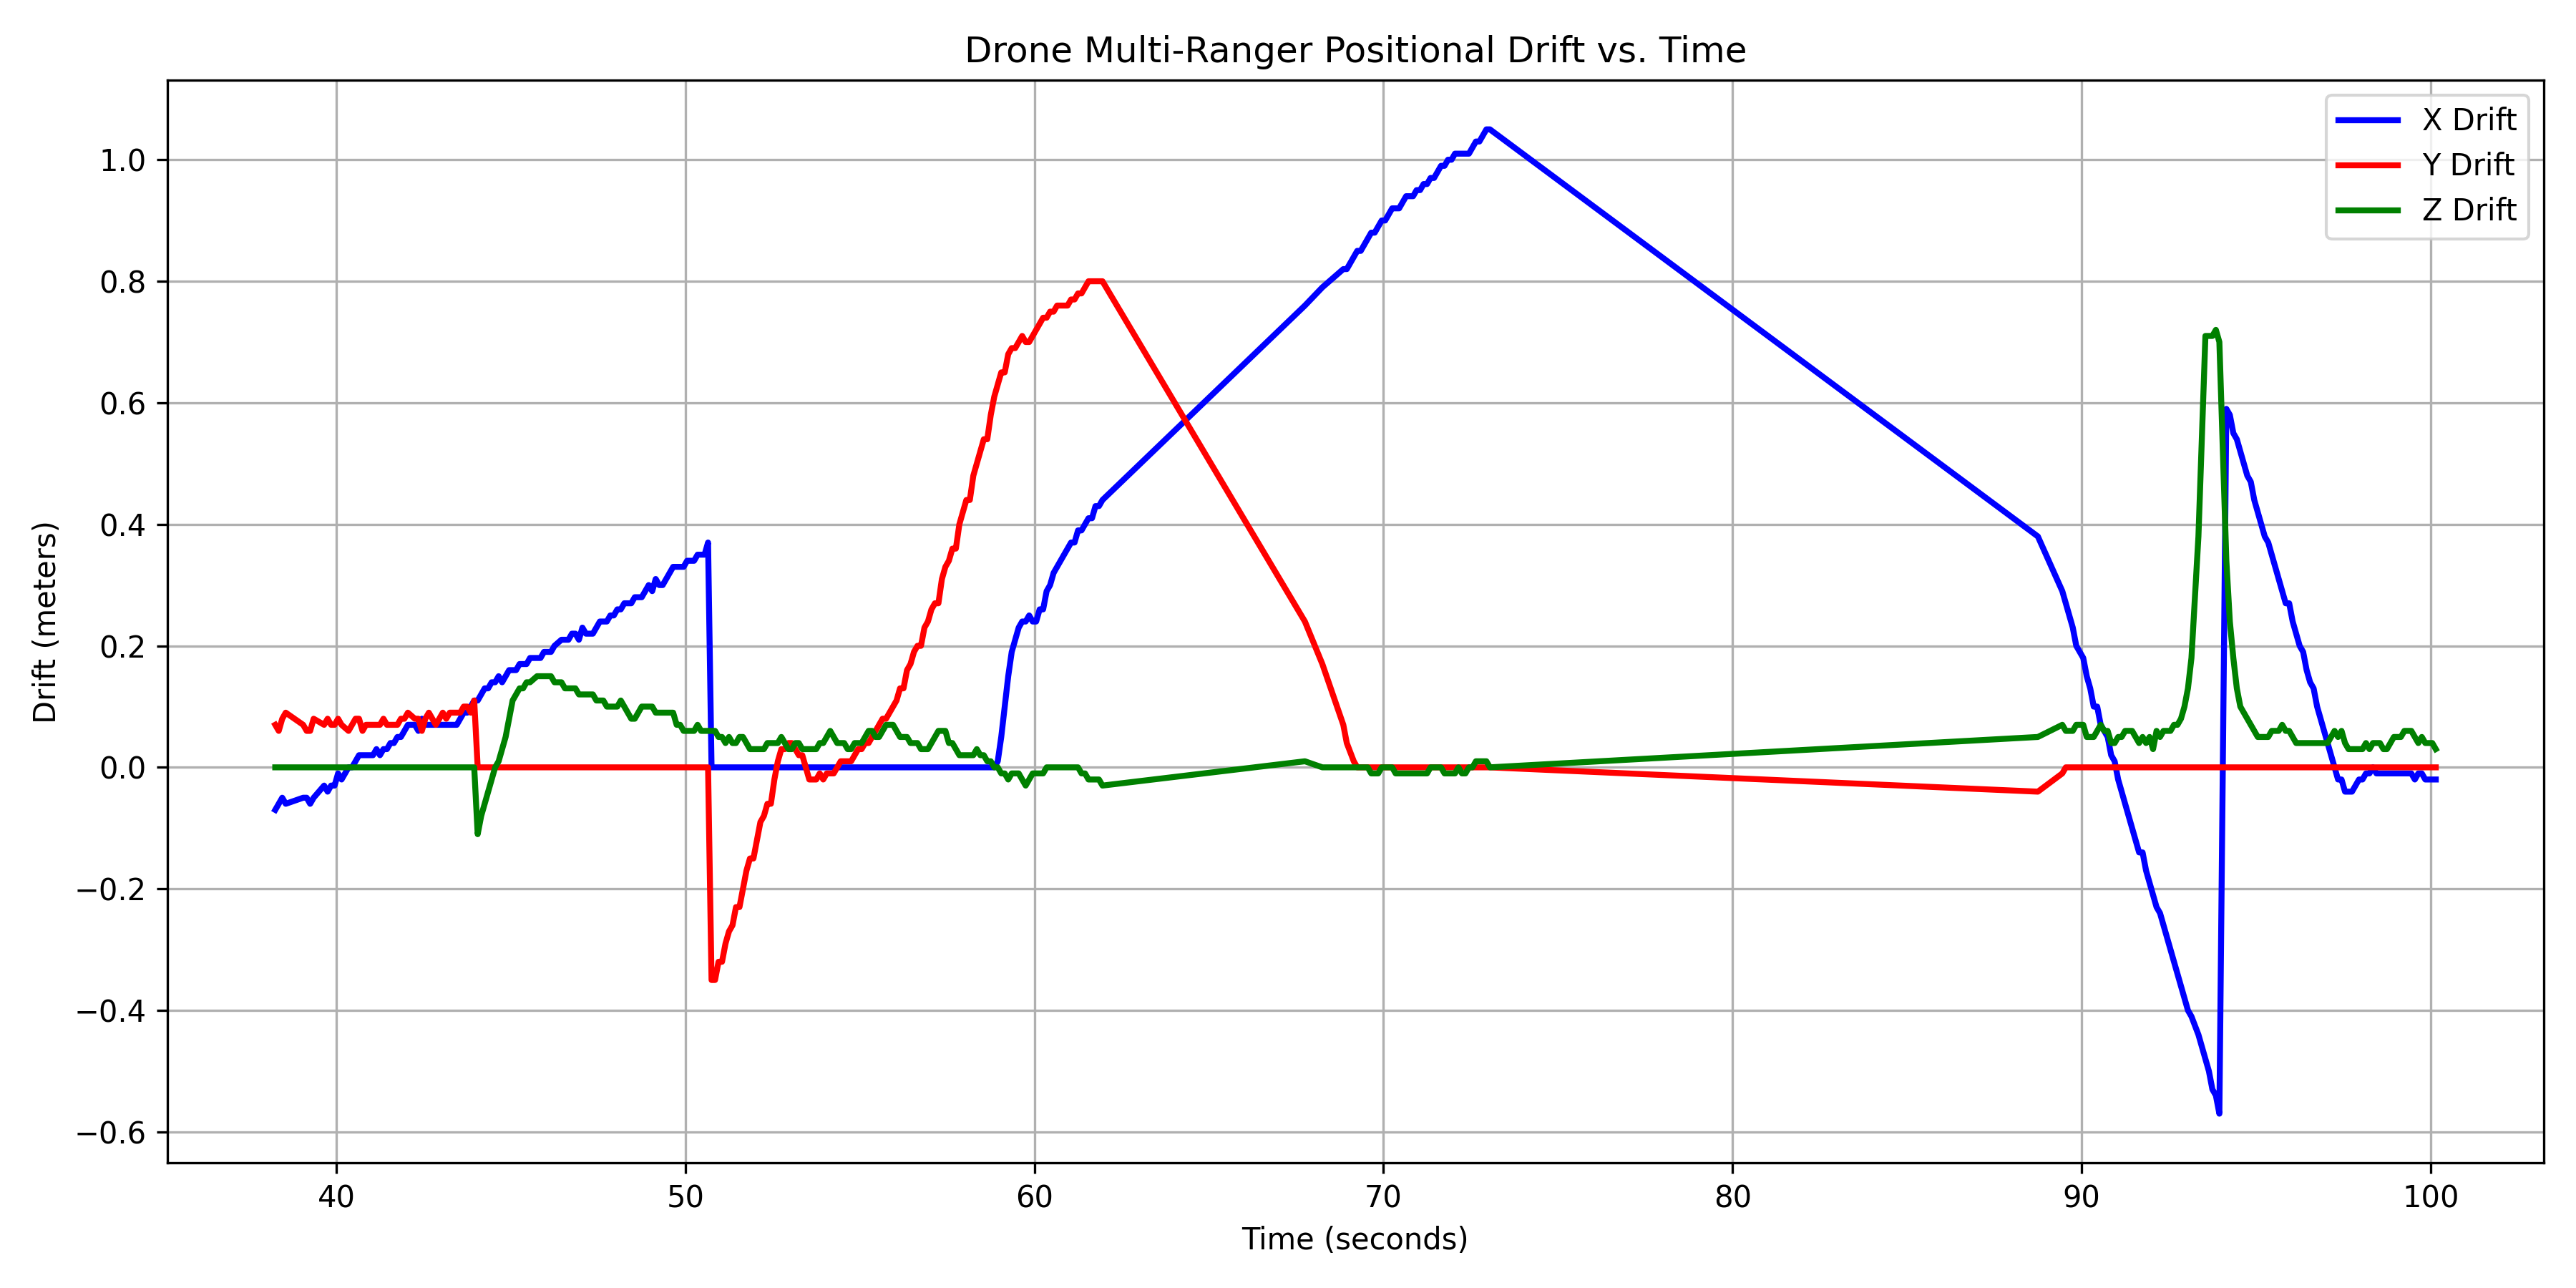 Drone Multi-Ranger Positional Drift vs. Time
X Drift
Y Drift
Z Drift
Drift (meters)
1.0
0.8
0.6
0.4
0.2
0.0
−0.2
−0.4
−0.6
40 50 60 70 80 90 100
Time (seconds)